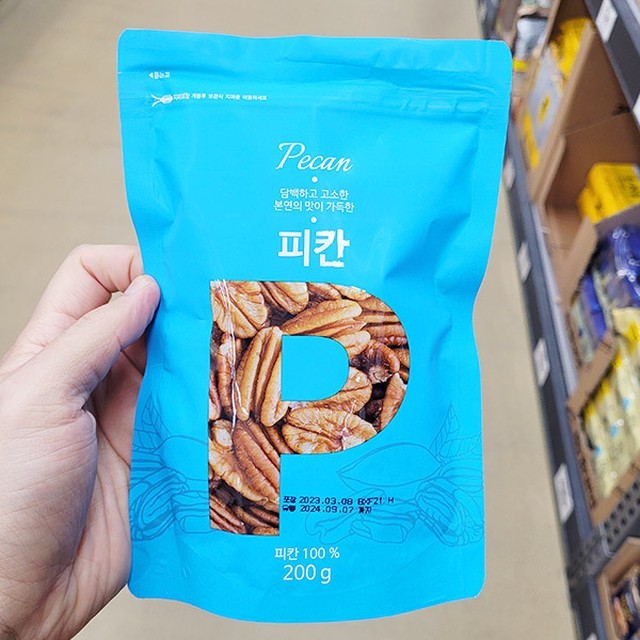 Pecan
담백하고 고소한
본연의 맛이 가득한
피칸
P
포장 2023.03.08
2024.09.07 까지
피칸 100 %
200 g